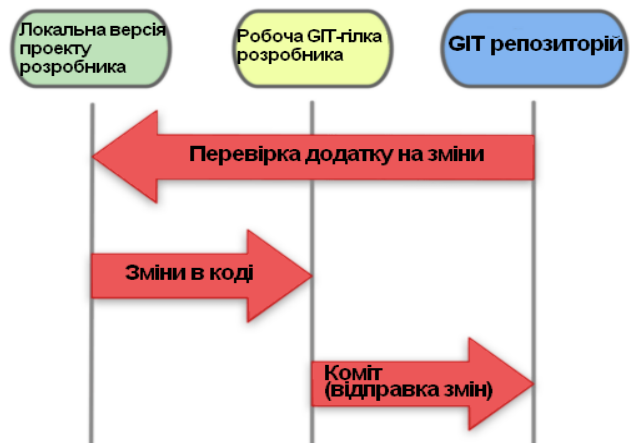 Локальна версія
проекту
розробника
Робоча GIT-гілка
розробника
GIT репозиторій
Перевірка додатку на зміни
Зміни в коді
Коміт
(відправка змін)